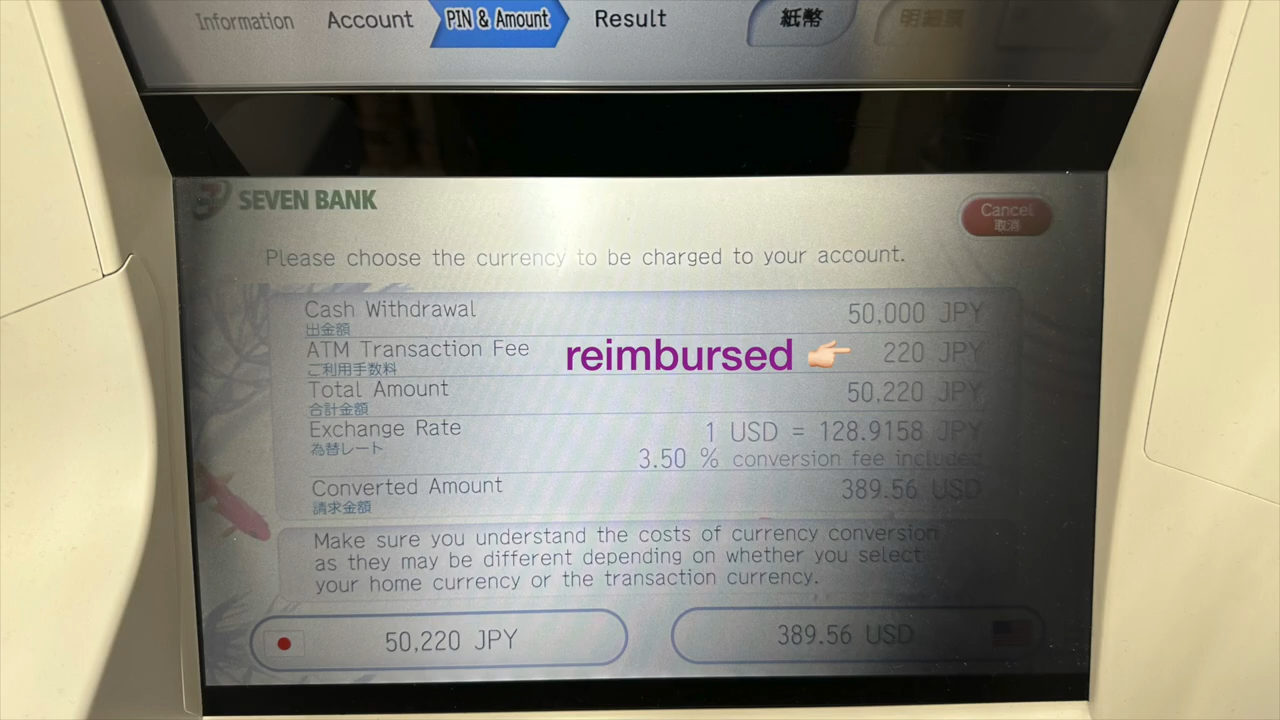 Information Account PIN & Amount Result 紙幣 明細票
SEVEN BANK
Cancel
取消
Please choose the currency to be charged to your account.
Cash Withdrawal 50,000 JPY
出金額
ATM Transaction Fee reimbursed 👉🏻 220 JPY
ご利用手数料
Total Amount 50,220 JPY
合計金額
Exchange Rate 1 USD = 128.9158 JPY
為替レート
3.50 % conversion fee included
Converted Amount 389.56 USD
請求金額
Make sure you understand the costs of currency conversion
as they may be different depending on whether you select
your home currency or the transaction currency.
50,220 JPY 389.56 USD